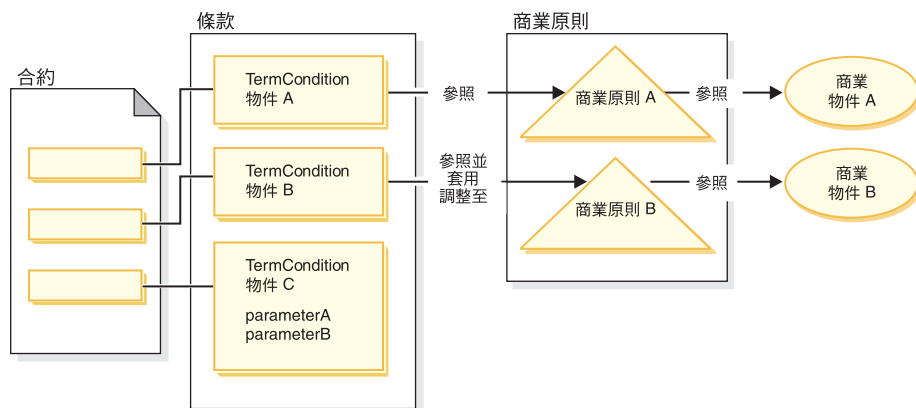 合約
條款
TermCondition
物件 A
TermCondition
物件 B
TermCondition
物件 C
parameterA
parameterB
參照
參照並
套用
調整至
商業原則
商業原則 A
商業原則 B
參照
參照
商業
物件 A
商業
物件 B